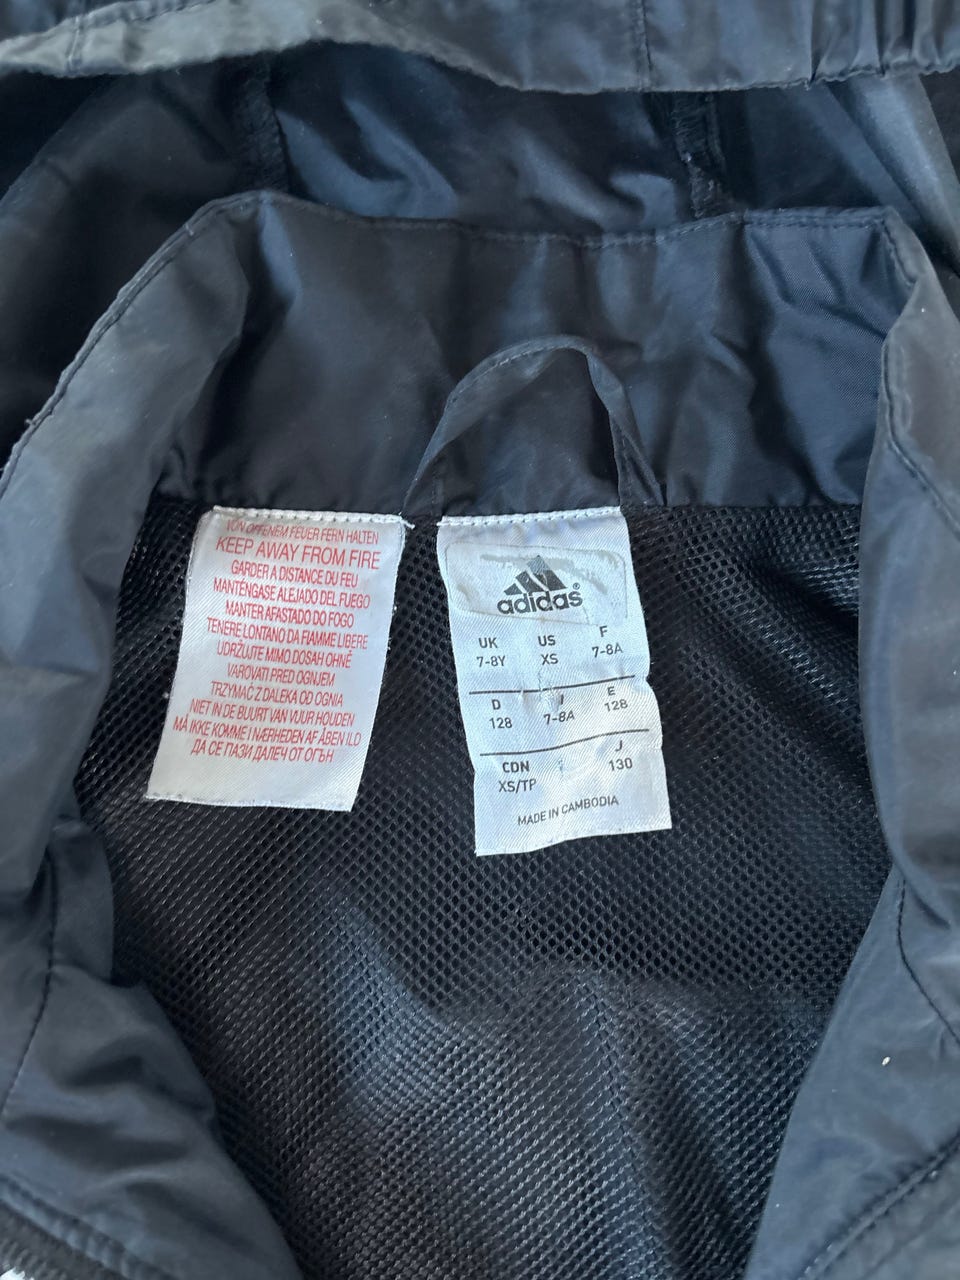 VON OFFENEM FEUER FERN HALTEN
KEEP AWAY FROM FIRE
GARDER A DISTANCE DU FEU
MANTÉNGASE ALEJADO DEL FUEGO
MANTER AFASTADO DO FOGO
TENERE LONTANO DA FIAMME LIBERE
UDRŽUJTE MIMO DOSAH OHNĚ
VAROVATI PRED OGNJEM
TRZYMAĆ Z DALEKA OD OGNIA
NIET IN DE BUURT VAN VUUR HOUDEN
MÅ IKKE KOMME I NÆRHEDEN AF ÅBEN ILD
ДА СЕ ПАЗИ ДАЛЕЧ ОТ ОГЪН
adidas®
UK US F
7-8Y XS 7-8A
D I E
128 7-8A 128
CDN J
XS/TP 130
MADE IN CAMBODIA